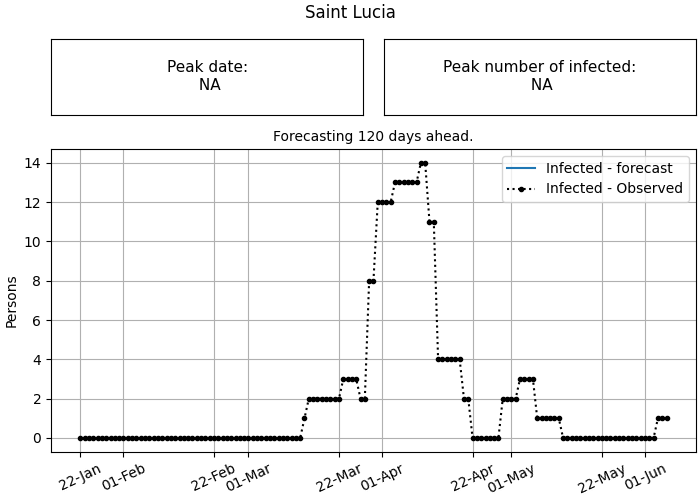 Saint Lucia
Peak date:
NA
Peak number of infected:
NA
Forecasting 120 days ahead.
Infected - forecast
Infected - Observed
Persons
14
12
10
8
6
4
2
0
22-Jan
01-Feb
22-Feb
01-Mar
22-Mar
01-Apr
22-Apr
01-May
22-May
01-Jun